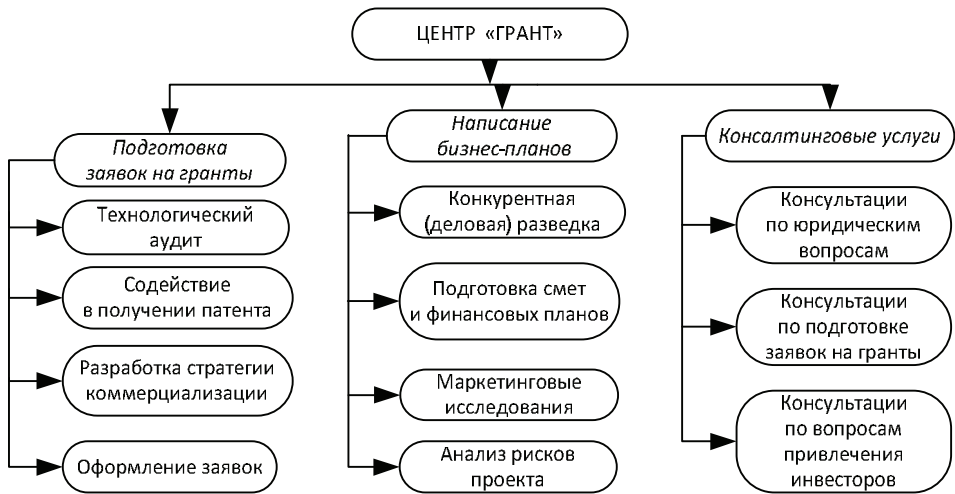 ЦЕНТР «ГРАНТ»
Подготовка
заявок на гранты
Технологический
аудит
Содействие
в получении патента
Разработка стратегии
коммерциализации
Оформление заявок
Написание
бизнес-планов
Конкурентная
(деловая) разведка
Подготовка смет
и финансовых планов
Маркетинговые
исследования
Анализ рисков
проекта
Консалтинговые услуги
Консультации
по юридическим
вопросам
Консультации
по подготовке
заявок на гранты
Консультации
по вопросам
привлечения
инвесторов